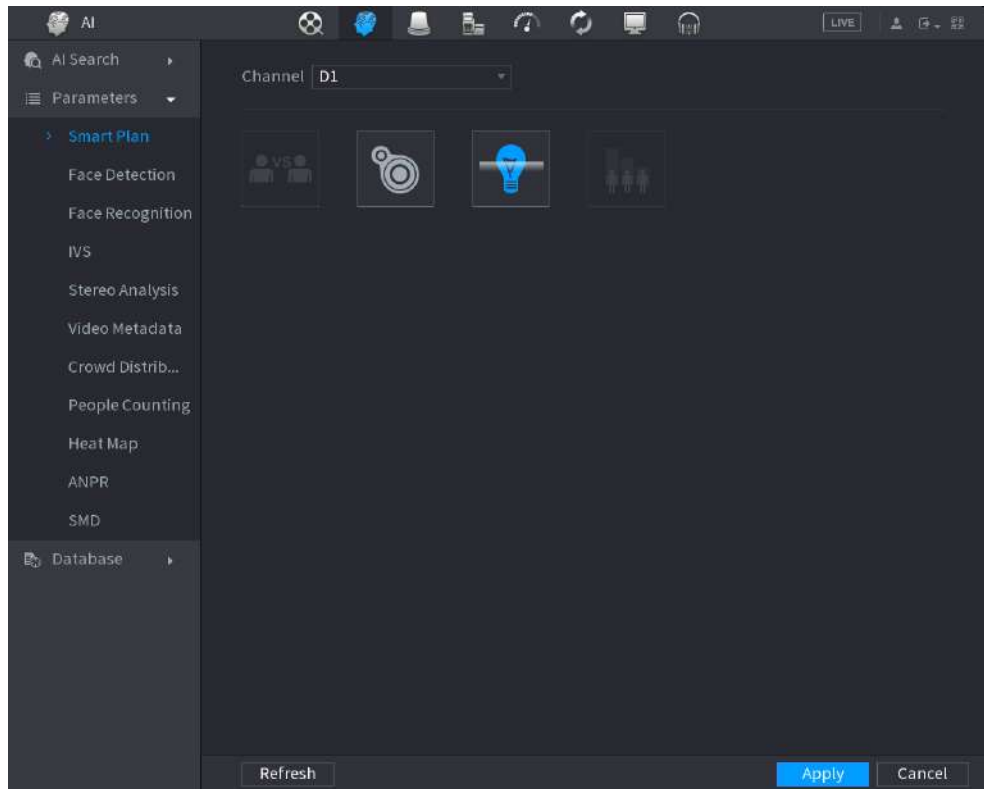 AI
LIVE
AI Search
Parameters
Smart Plan
Face Detection
Face Recognition
IVS
Stereo Analysis
Video Metadata
Crowd Distrib...
People Counting
Heat Map
ANPR
SMD
Database
Channel D1
VS
Refresh
Apply
Cancel